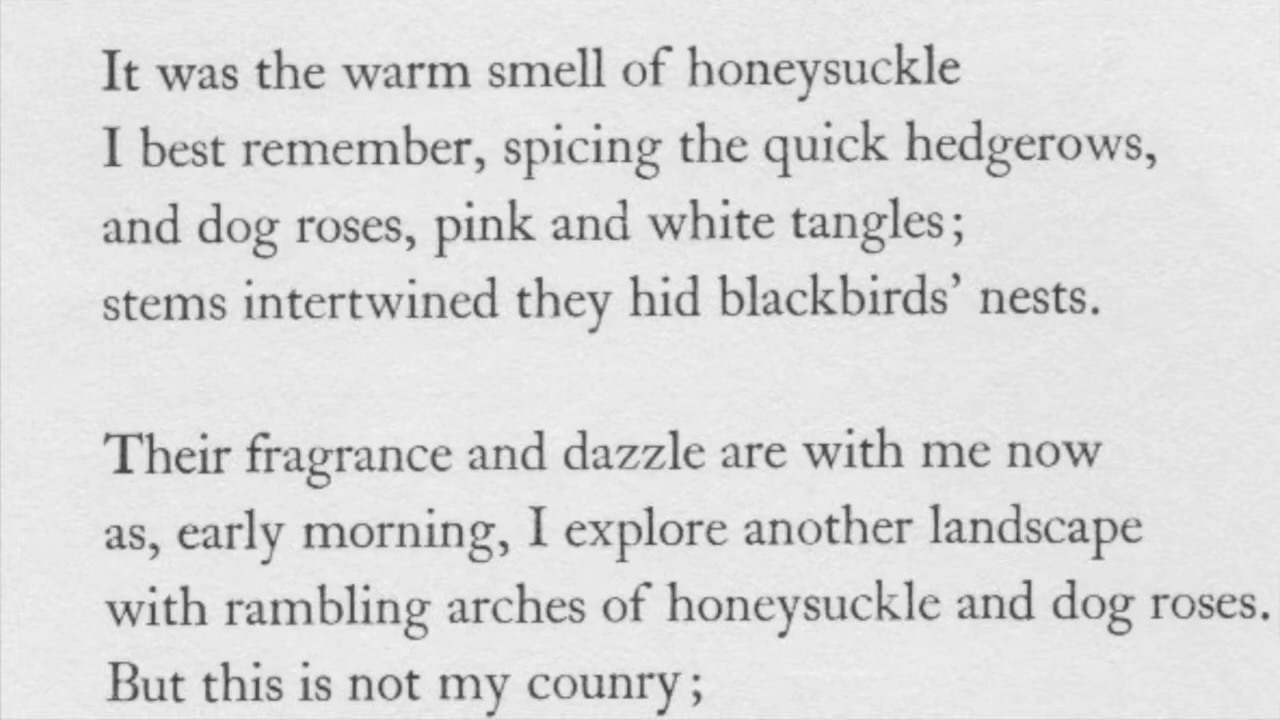 It was the warm smell of honeysuckle
I best remember, spicing the quick hedgerows,
and dog roses, pink and white tangles;
stems intertwined they hid blackbirds’ nests.

Their fragrance and dazzle are with me now
as, early morning, I explore another landscape
with rambling arches of honeysuckle and dog roses.
But this is not my counry;